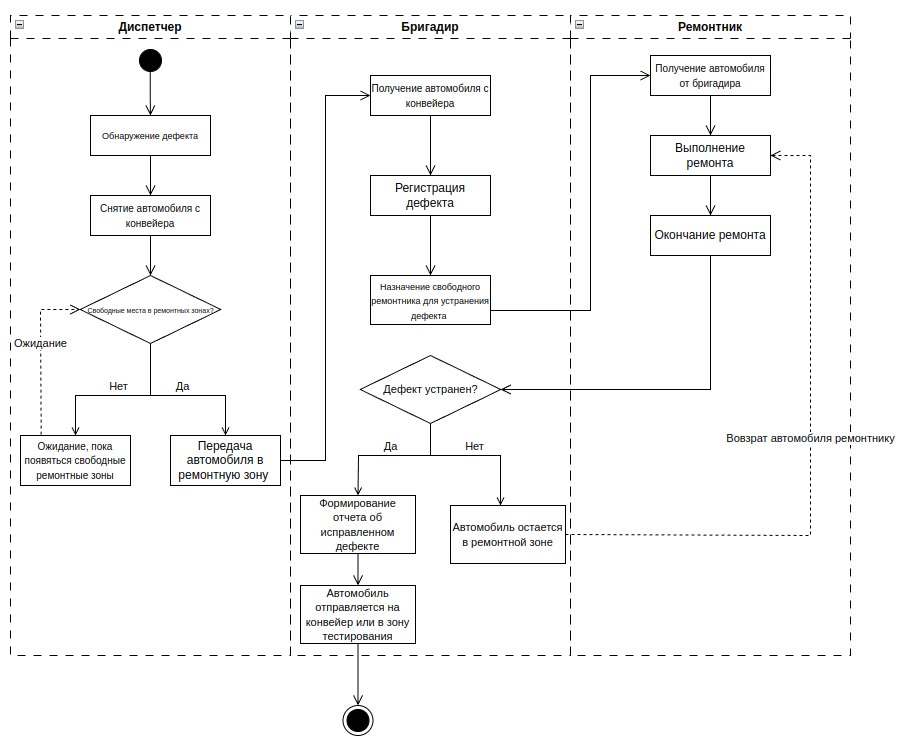 Диспетчер
Бригадир
Ремонтник
Обнаружение дефекта
Снятие автомобиля с
конвейера
Свободные места в ремонтных зонах?
Ожидание
Нет
Да
Ожидание, пока
появяться свободные
ремонтные зоны
Передача
автомобиля в
ремонтную зону
Получение автомобиля с
конвейера
Регистрация
дефекта
Назначение свободного
ремонтника для устранения
дефекта
Дефект устранен?
Да
Нет
Формирование
отчета об
исправленном
дефекте
Автомобиль остается
в ремонтной зоне
Автомобиль
отправляется на
конвейер или в зону
тестирования
Получение автомобиля
от бригадира
Выполнение
ремонта
Окончание ремонта
Вовзрат автомобиля ремонтнику